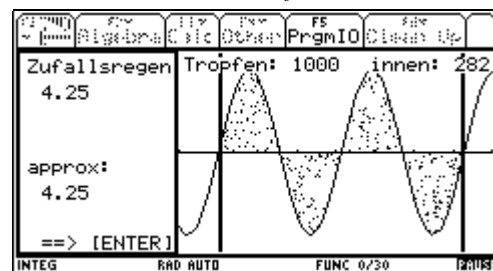 Algebra Calc Other F5 PrgmIO Clean Up
Zufallsregen Tropfen: 1000 innen: 282
4.25
approx:
4.25
==> [ENTER]
INTEG RAD AUTO FUNC 0/30 PAUSE